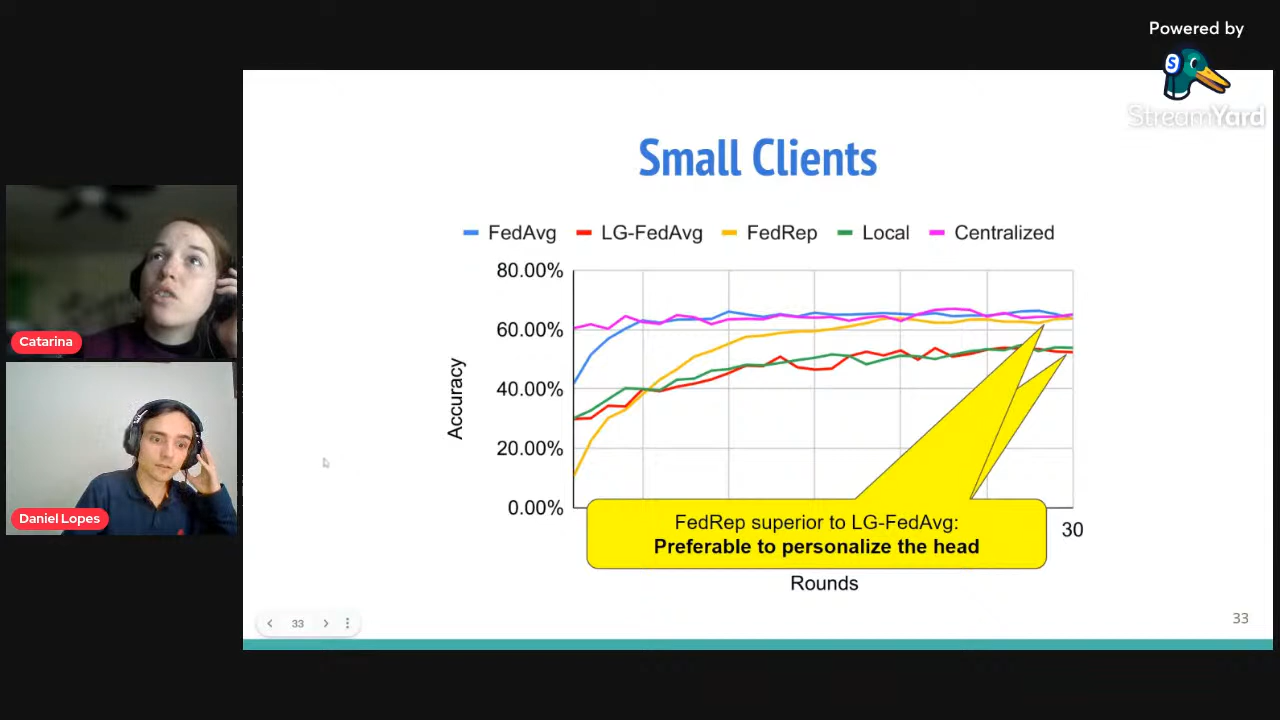 Powered by
StreamYard
Small Clients
FedAvg LG-FedAvg FedRep Local Centralized
80.00%
60.00%
40.00%
20.00%
0.00%
Accuracy
30
FedRep superior to LG-FedAvg:
Preferable to personalize the head
Rounds
33
33
Catarina
Daniel Lopes